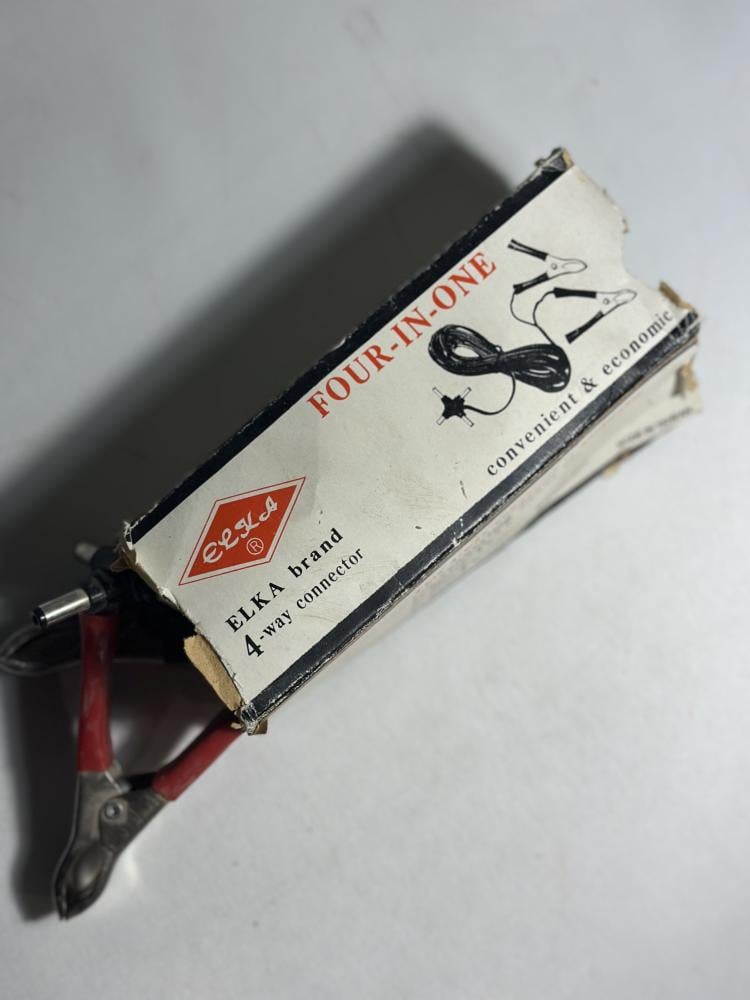 FOUR-IN-ONE
convenient & economic
ELKA
®
ELKA brand
4-way connector